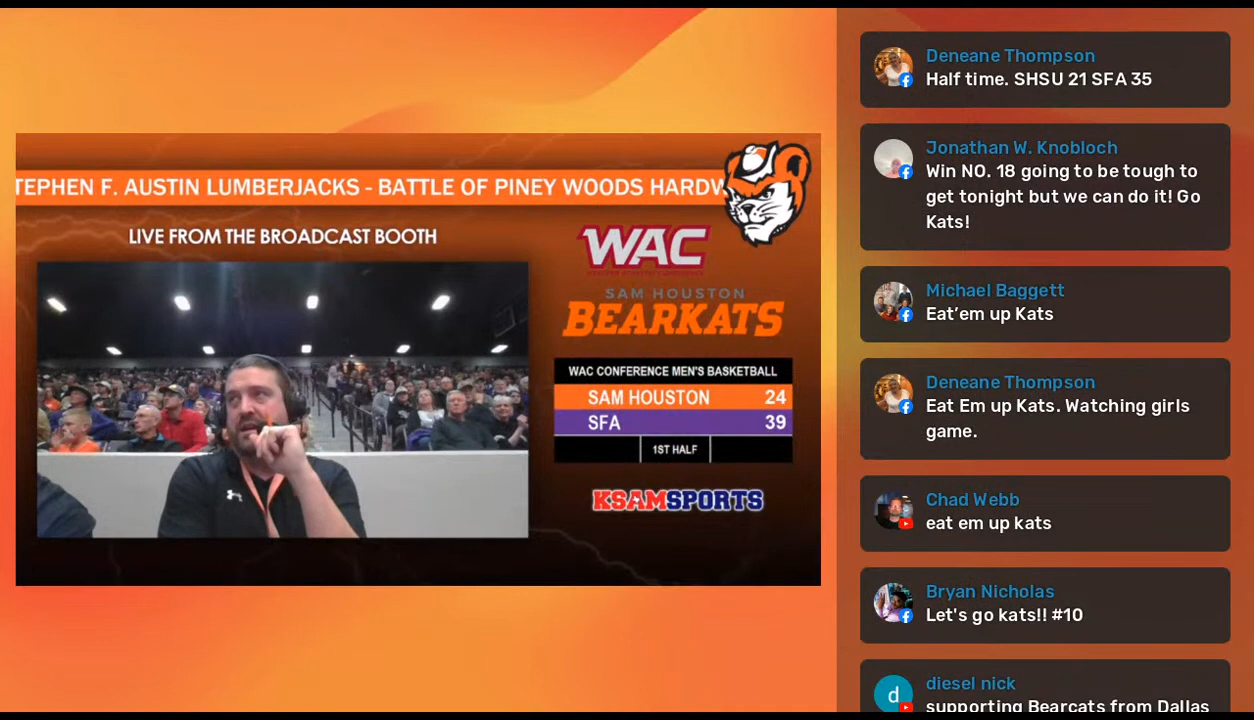 TEPHEN F. AUSTIN LUMBERJACKS - BATTLE OF PINEY WOODS HARDW
LIVE FROM THE BROADCAST BOOTH
WAC
SAM HOUSTON
BEARKATS
WAC CONFERENCE MEN'S BASKETBALL
SAM HOUSTON 24
SFA 39
1ST HALF
KSAMSPORTS
Deneane Thompson
Half time. SHSU 21 SFA 35
Jonathan W. Knobloch
Win NO. 18 going to be tough to
get tonight but we can do it! Go
Kats!
Michael Baggett
Eat’em up Kats
Deneane Thompson
Eat Em up Kats. Watching girls
game.
Chad Webb
eat em up kats
Bryan Nicholas
Let's go kats!! #10
d
diesel nick
supporting Bearcats from Dallas